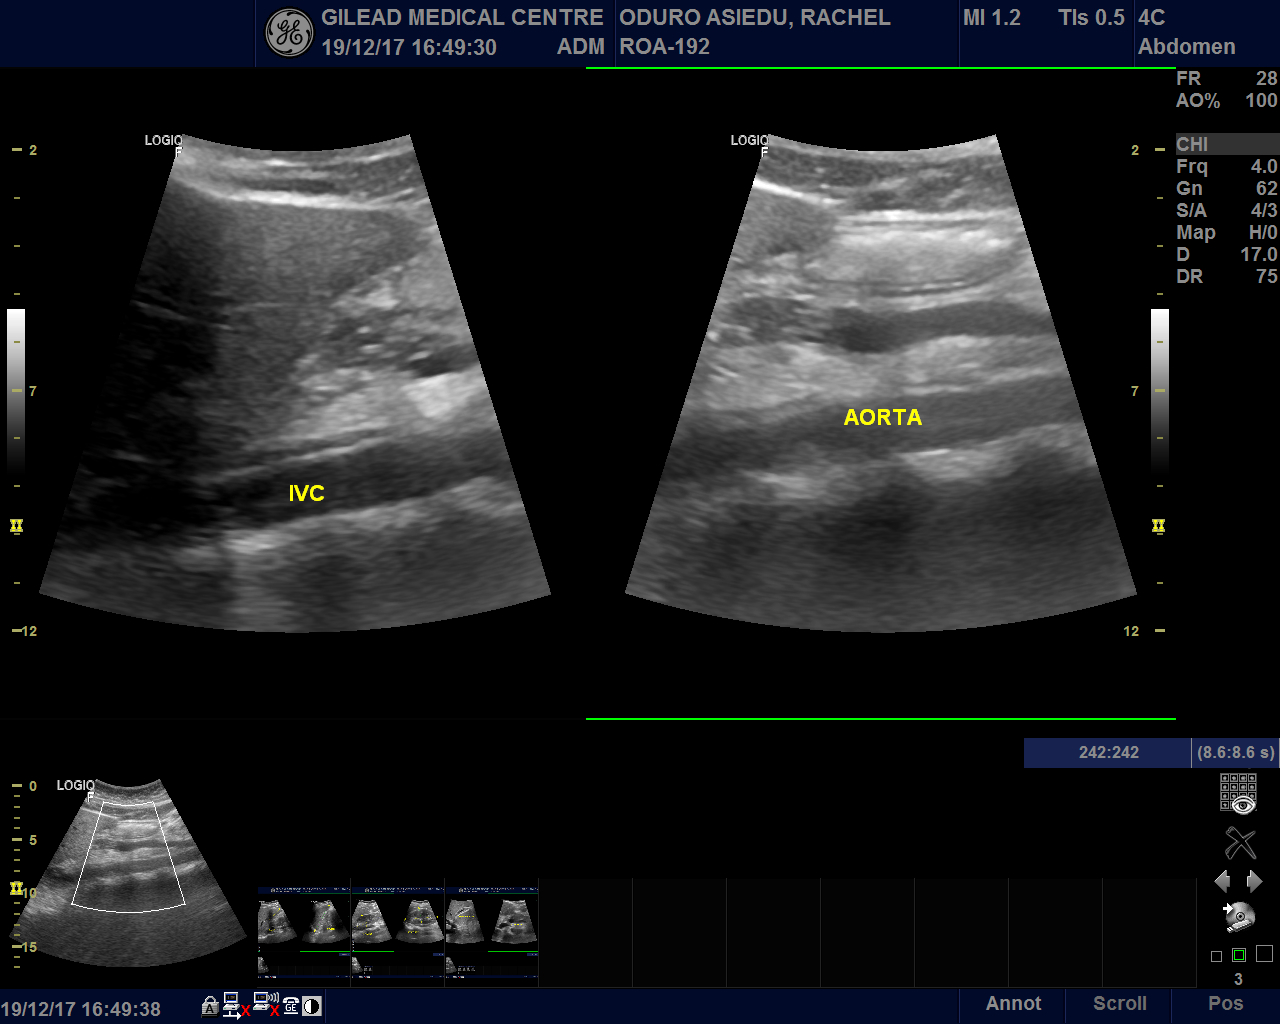 GILEAD MEDICAL CENTRE
19/12/17 16:49:30 ADM
ODURO ASIEDU, RACHEL
ROA-192
MI 1.2 TIs 0.5
4C
Abdomen
FR 28
AO% 100
CHI
Frq 4.0
Gn 62
S/A 4/3
Map H/0
D 17.0
DR 75
LOGIQ
F
2
7
12
IVC
LOGIQ
F
2
7
12
AORTA
242:242 (8.6:8.6 s)
LOGIQ
F
0
5
10
15
3
19/12/17 16:49:38
A
GE
Annot Scroll Pos